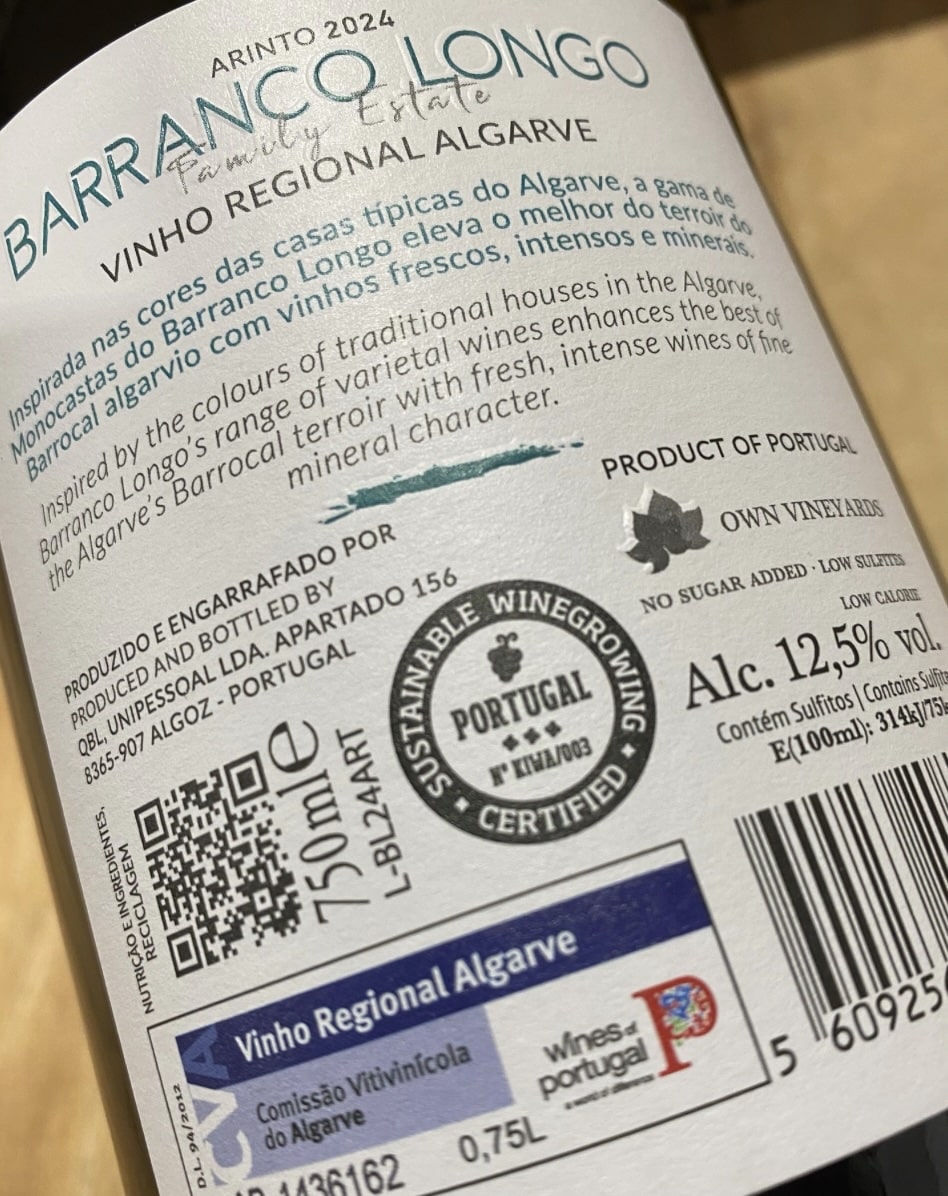 ARINTO 2024
BARRANCO LONGO
Family Estate
VINHO REGIONAL ALGARVE
Inspirada nas cores das casas típicas do Algarve, a gama de
Monocastas do Barranco Longo eleva o melhor do terroir do
Barrocal algarvio com vinhos frescos, intensos e minerais.
Inspired by the colours of traditional houses in the Algarve,
Barranco Longo's range of varietal wines enhances the best of
the Algarve's Barrocal terroir with fresh, intense wines of fine
mineral character.
PRODUCT OF PORTUGAL
OWN VINEYARDS
NO SUGAR ADDED · LOW SULFITES
LOW CALORIE
Alc. 12,5% vol.
Contém Sulfitos | Contains Sulfite
E(100ml): 314kJ/75k
PRODUZIDO E ENGARRAFADO POR
PRODUCED AND BOTTLED BY
QBL, UNIPESSOAL LDA. APARTADO 156
8365-907 ALGOZ - PORTUGAL
SUSTAINABLE WINEGROWING
PORTUGAL
Nº KIWA/003
• CERTIFIED •
NUTRIÇÃO E INGREDIENTES,
RECICLAGEM
750ml e
L-BL24ART
Vinho Regional Algarve
CVA
Comissão Vitivinícola
do Algarve
wines of
portugal
a world of difference
D.L. 94/2012
1436162
0,75L
5 609256